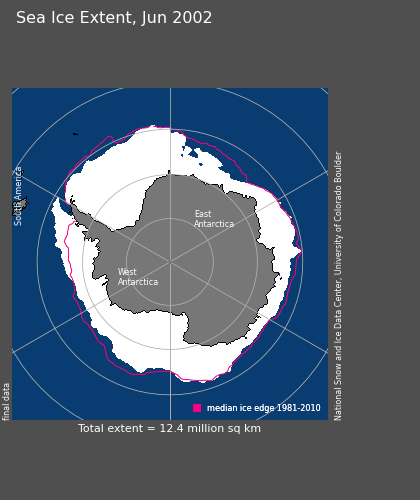 Sea Ice Extent, Jun 2002
South America
East
Antarctica
West
Antarctica
National Snow and Ice Data Center, University of Colorado Boulder
final data
median ice edge 1981-2010
Total extent = 12.4 million sq km